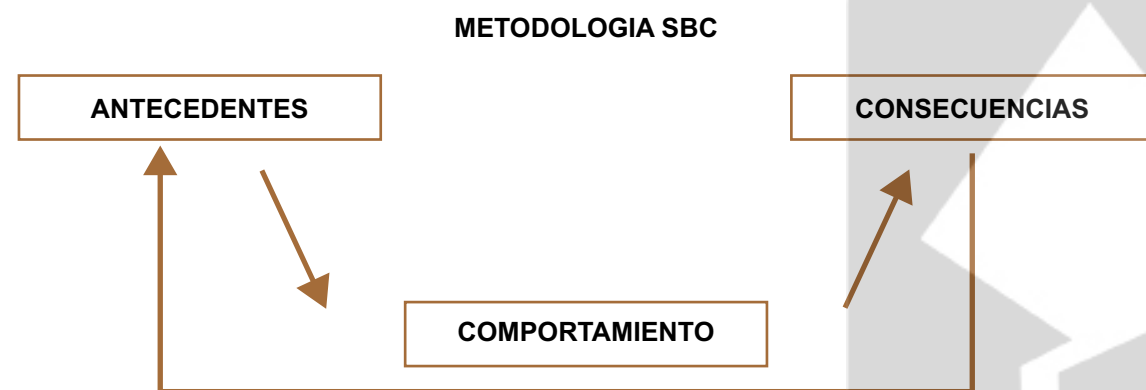 METODOLOGIA SBC
ANTECEDENTES
CONSECUENCIAS
COMPORTAMIENTO